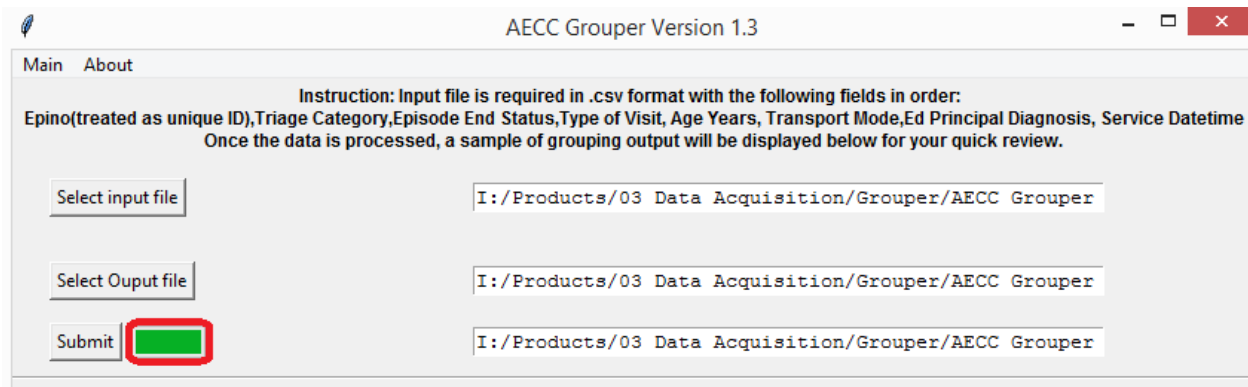 AECC Grouper Version 1.3
Main About
Instruction: Input file is required in .csv format with the following fields in order:
Epino(treated as unique ID),Triage Category,Episode End Status,Type of Visit, Age Years, Transport Mode,Ed Principal Diagnosis, Service Datetime
Once the data is processed, a sample of grouping output will be displayed below for your quick review.
Select input file I:/Products/03 Data Acquisition/Grouper/AECC Grouper
Select Ouput file I:/Products/03 Data Acquisition/Grouper/AECC Grouper
Submit I:/Products/03 Data Acquisition/Grouper/AECC Grouper